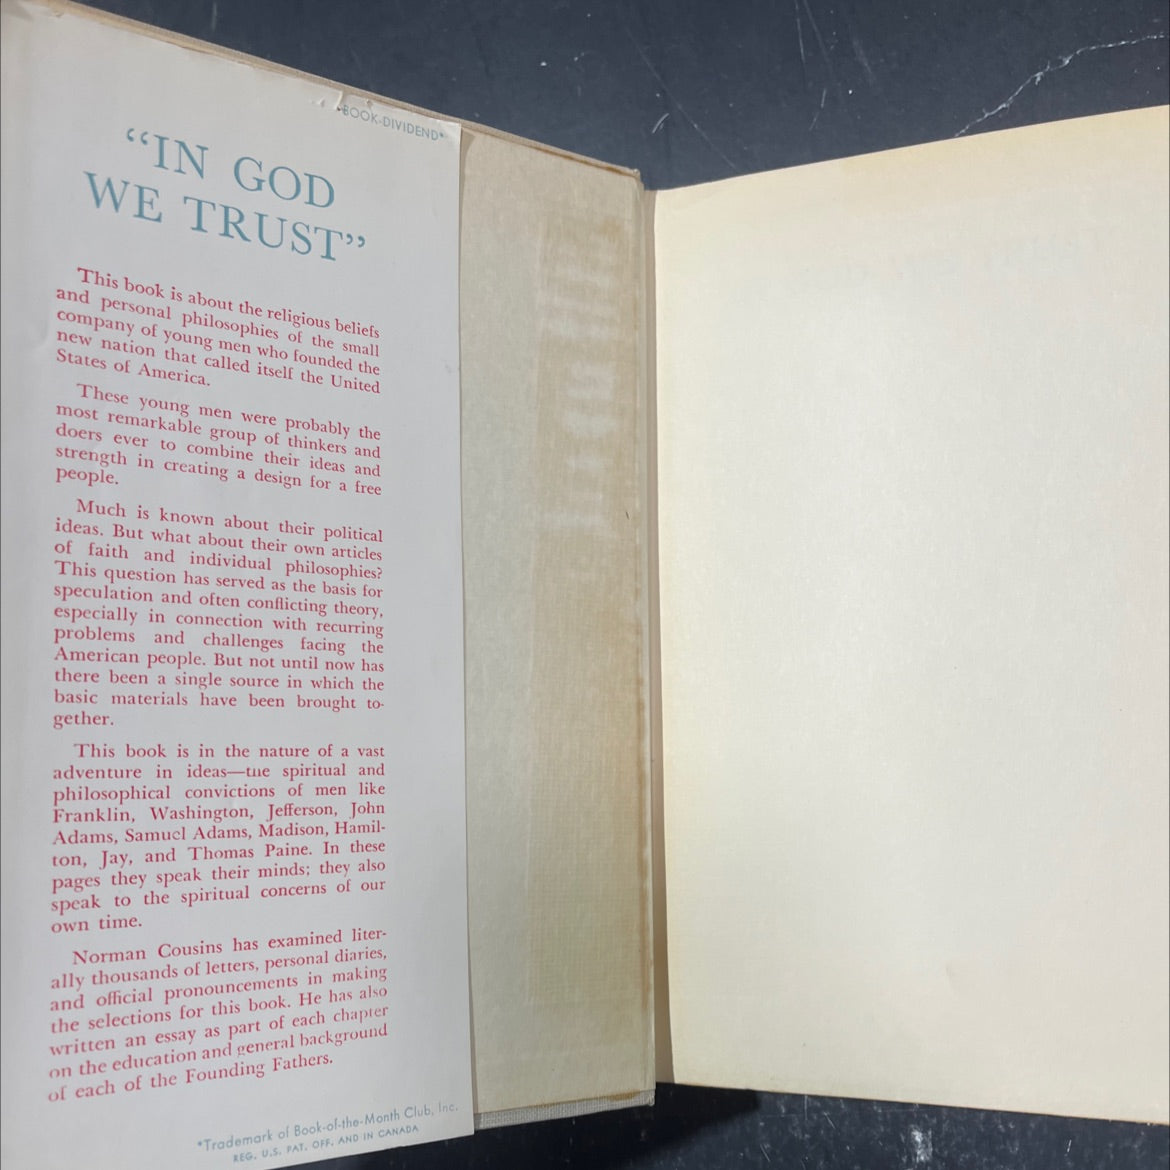 *BOOK-DIVIDEND*
“IN GOD
WE TRUST”
This book is about the religious beliefs
and personal philosophies of the small
company of young men who founded the
new nation that called itself the United
States of America.
These young men were probably the
most remarkable group of thinkers and
doers ever to combine their ideas and
strength in creating a design for a free
people.
Much is known about their political
ideas. But what about their own articles
of faith and individual philosophies?
This question has served as the basis for
speculation and often conflicting theory,
especially in connection with recurring
problems and challenges facing the
American people. But not until now has
there been a single source in which the
basic materials have been brought to-
gether.
This book is in the nature of a vast
adventure in ideas—the spiritual and
philosophical convictions of men like
Franklin, Washington, Jefferson, John
Adams, Samuel Adams, Madison, Hamil-
ton, Jay, and Thomas Paine. In these
pages they speak their minds; they also
speak to the spiritual concerns of our
own time.
Norman Cousins has examined liter-
ally thousands of letters, personal diaries,
and official pronouncements in making
the selections for this book. He has also
written an essay as part of each chapter
on the education and general background
of each of the Founding Fathers.
*Trademark of Book-of-the-Month Club, Inc.
REG. U.S. PAT. OFF. AND IN CANADA